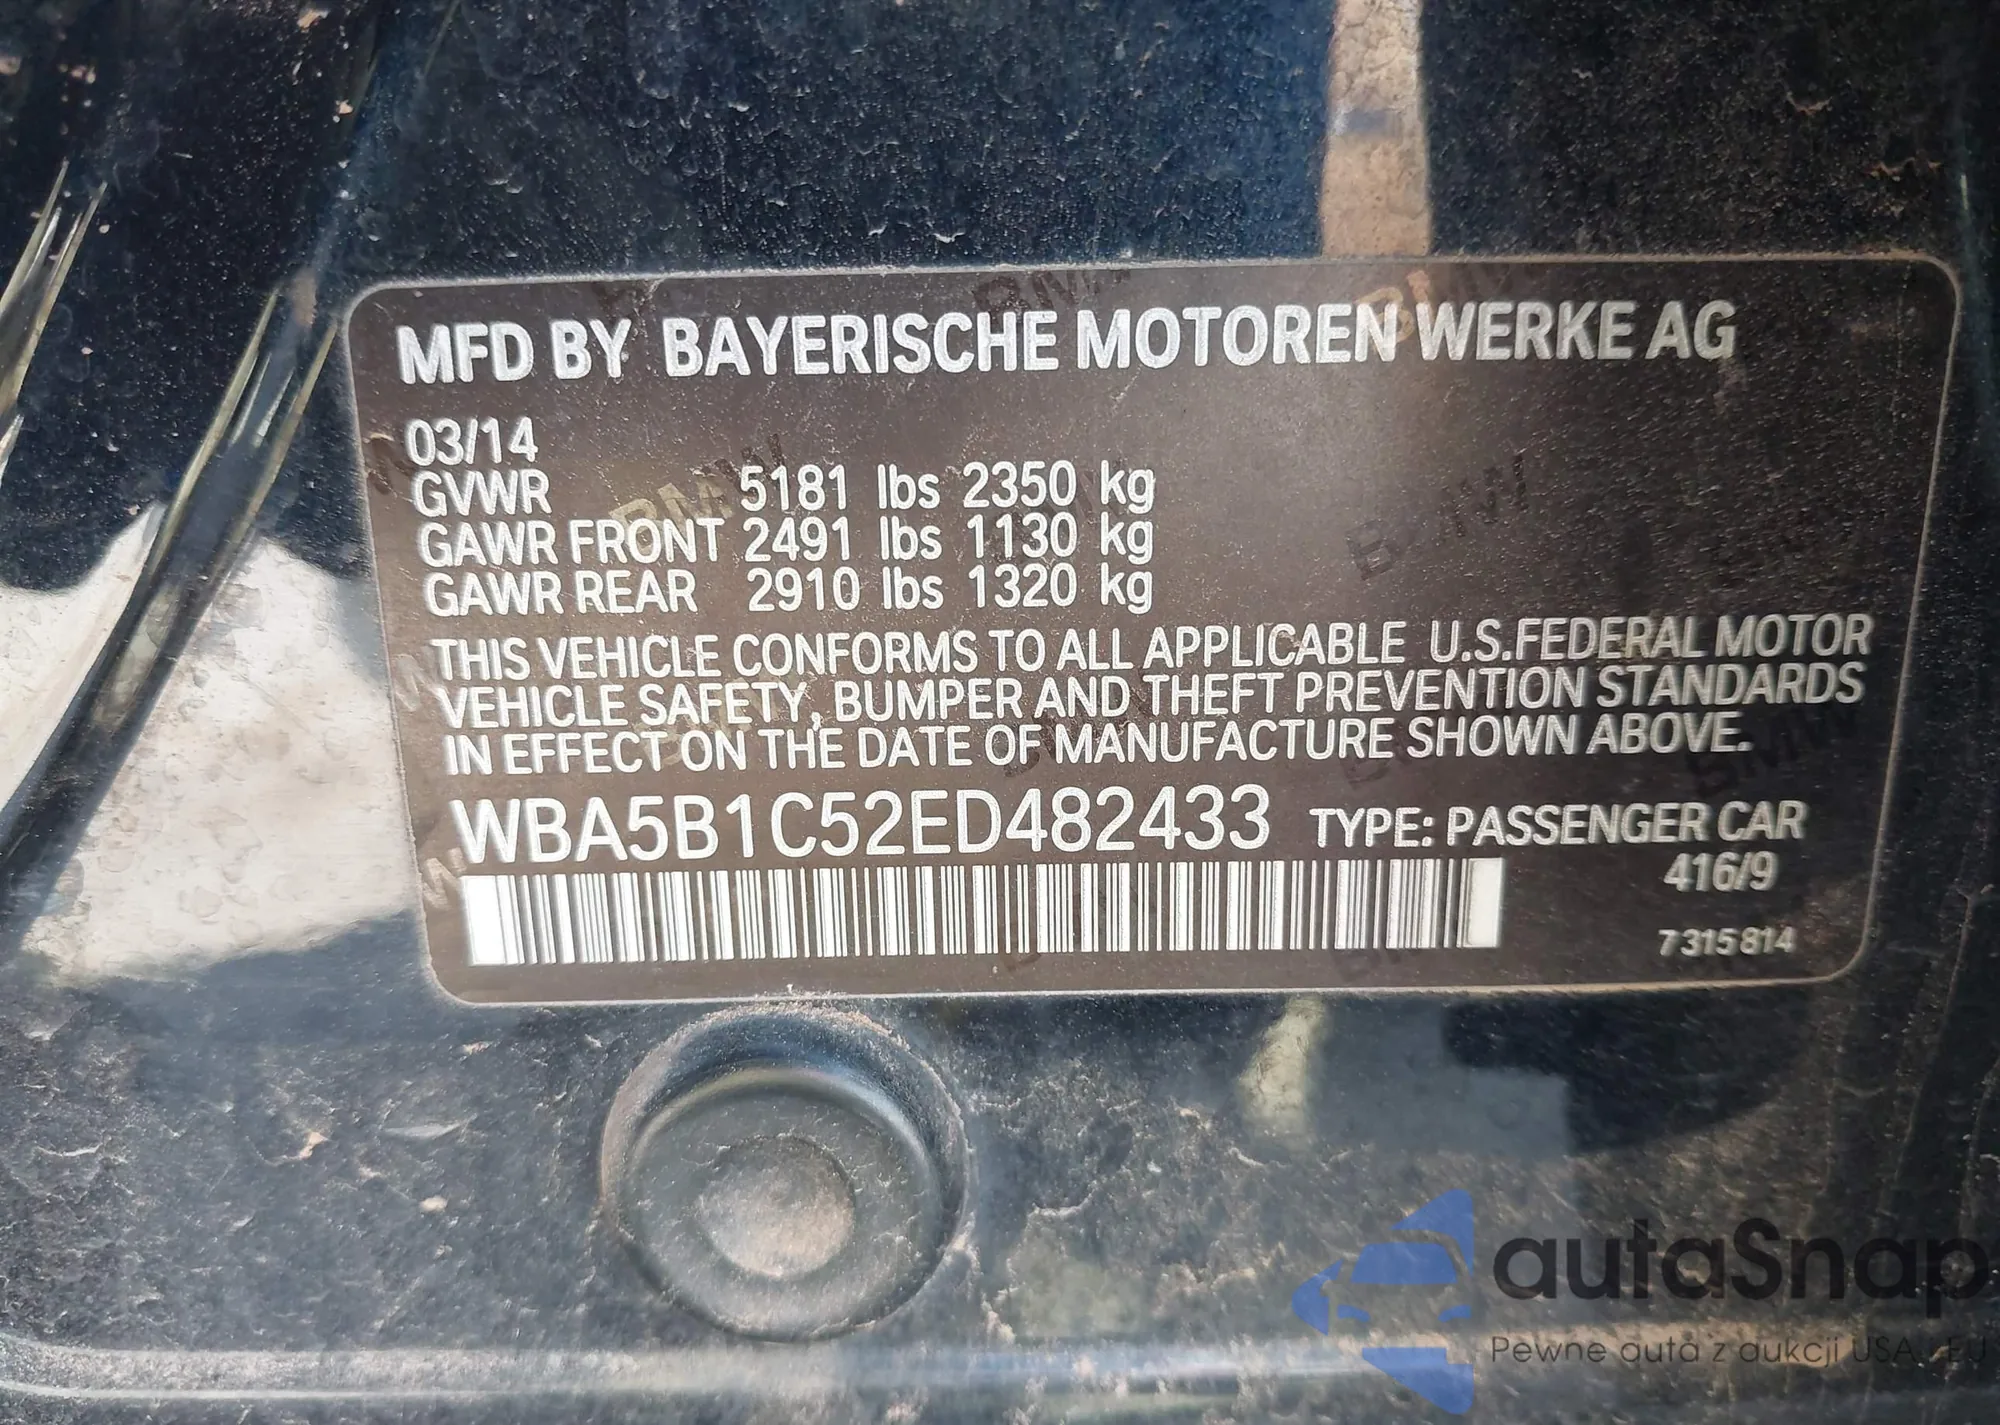 MFD BY BAYERISCHE MOTOREN WERKE AG
03/14
GVWR 5181 lbs 2350 kg
GAWR FRONT 2491 lbs 1130 kg
GAWR REAR 2910 lbs 1320 kg
THIS VEHICLE CONFORMS TO ALL APPLICABLE U.S.FEDERAL MOTOR
VEHICLE SAFETY, BUMPER AND THEFT PREVENTION STANDARDS
IN EFFECT ON THE DATE OF MANUFACTURE SHOWN ABOVE.
WBA5B1C52ED482433 TYPE: PASSENGER CAR
416/9
7315814
autaSnap
Pewne auta z aukcji USA i EU